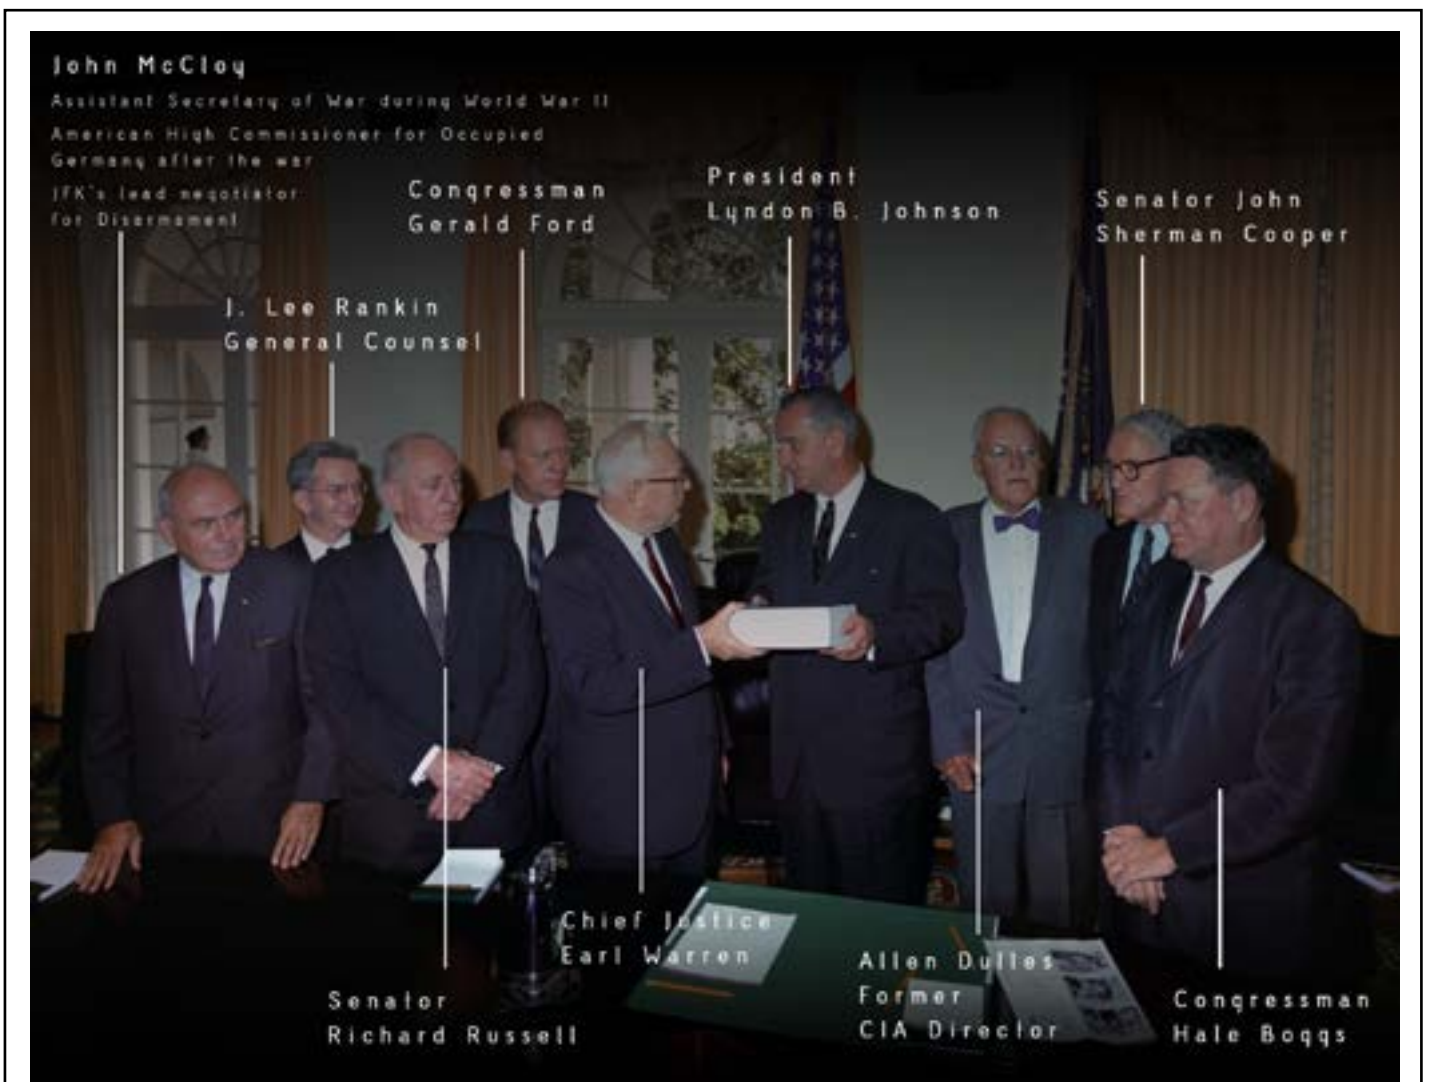 John McCloy
Assistant Secretary of War during World War II
American High Commissioner for Occupied
Germany after the war
JFK's lead negotiator
for Disarmament
Congressman
Gerald Ford
President
Lyndon B. Johnson
Senator John
Sherman Cooper
J. Lee Rankin
General Counsel
Chief Justice
Earl Warren
Allen Dulles
Former
CIA Director
Senator
Richard Russell
Congressman
Hale Boggs